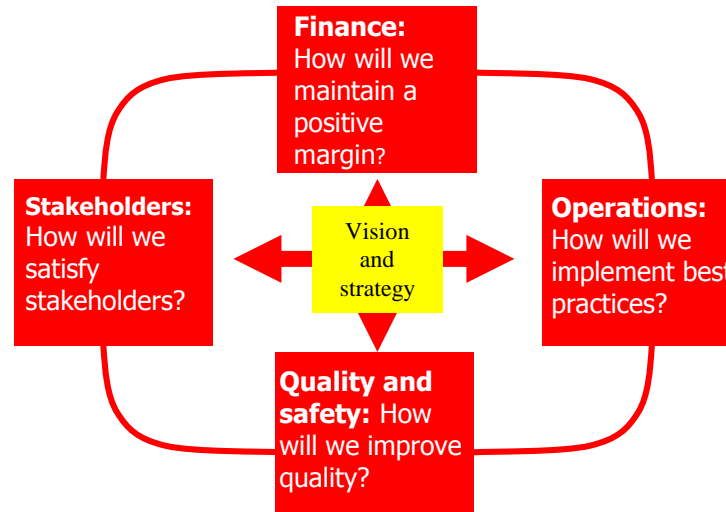 Finance:
How will we
maintain a
positive
margin?
Stakeholders:
How will we
satisfy
stakeholders?
Vision
and
strategy
Operations:
How will we
implement best
practices?
Quality and
safety: How
will we improve
quality?